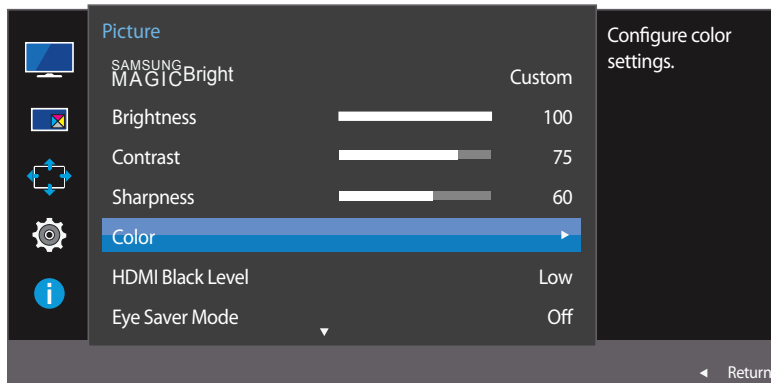 Picture
SAMSUNG
MAGICBright Custom
Brightness 100
Contrast 75
Sharpness 60
Color
HDMI Black Level Low
Eye Saver Mode Off
Configure color
settings.
i
Return